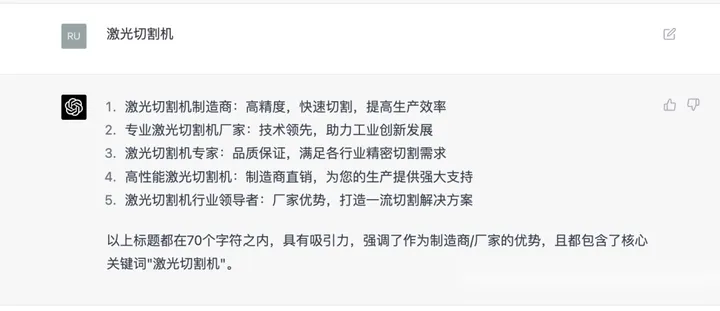 RU
激光切割机
1. 激光切割机制造商：高精度，快速切割，提高生产效率
2. 专业激光切割机厂家：技术领先，助力工业创新发展
3. 激光切割机专家：品质保证，满足各行业精密切割需求
4. 高性能激光切割机：制造商直销，为您的生产提供强大支持
5. 激光切割机行业领导者：厂家优势，打造一流切割解决方案
以上标题都在70个字符之内，具有吸引力，强调了作为制造商/厂家的优势，且都包含了核心
关键词"激光切割机"。